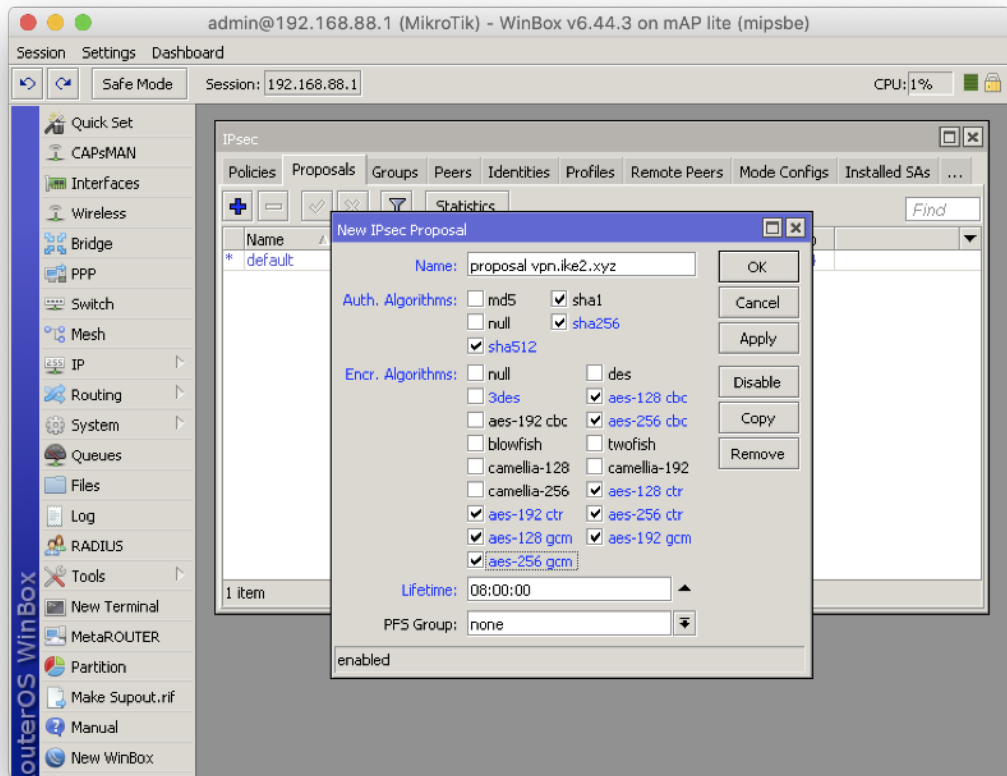 admin@192.168.88.1 (MikroTik) - WinBox v6.44.3 on mAP lite (mipsbe)
Session Settings Dashboard
Safe Mode Session: 192.168.88.1 CPU: 1%
Quick Set
CAPsMAN
Interfaces
Wireless
Bridge
PPP
Switch
Mesh
IP
Routing
System
Queues
Files
Log
RADIUS
Tools
New Terminal
MetaROUTER
Partition
Make Supout.rif
Manual
New WinBox
RouterOS WinBox
IPsec
Policies Proposals Groups Peers Identities Profiles Remote Peers Mode Configs Installed SAs ...
Statistics Find
Name
* default
1 item
New IPsec Proposal
Name: proposal vpn.ike2.xyz
Auth. Algorithms: md5 sha1
null sha256
sha512
Encr. Algorithms: null des
3des aes-128 cbc
aes-192 cbc aes-256 cbc
blowfish twofish
camellia-128 camellia-192
camellia-256 aes-128 ctr
aes-192 ctr aes-256 ctr
aes-128 gcm aes-192 gcm
aes-256 gcm
Lifetime: 08:00:00
PFS Group: none
enabled
OK
Cancel
Apply
Disable
Copy
Remove